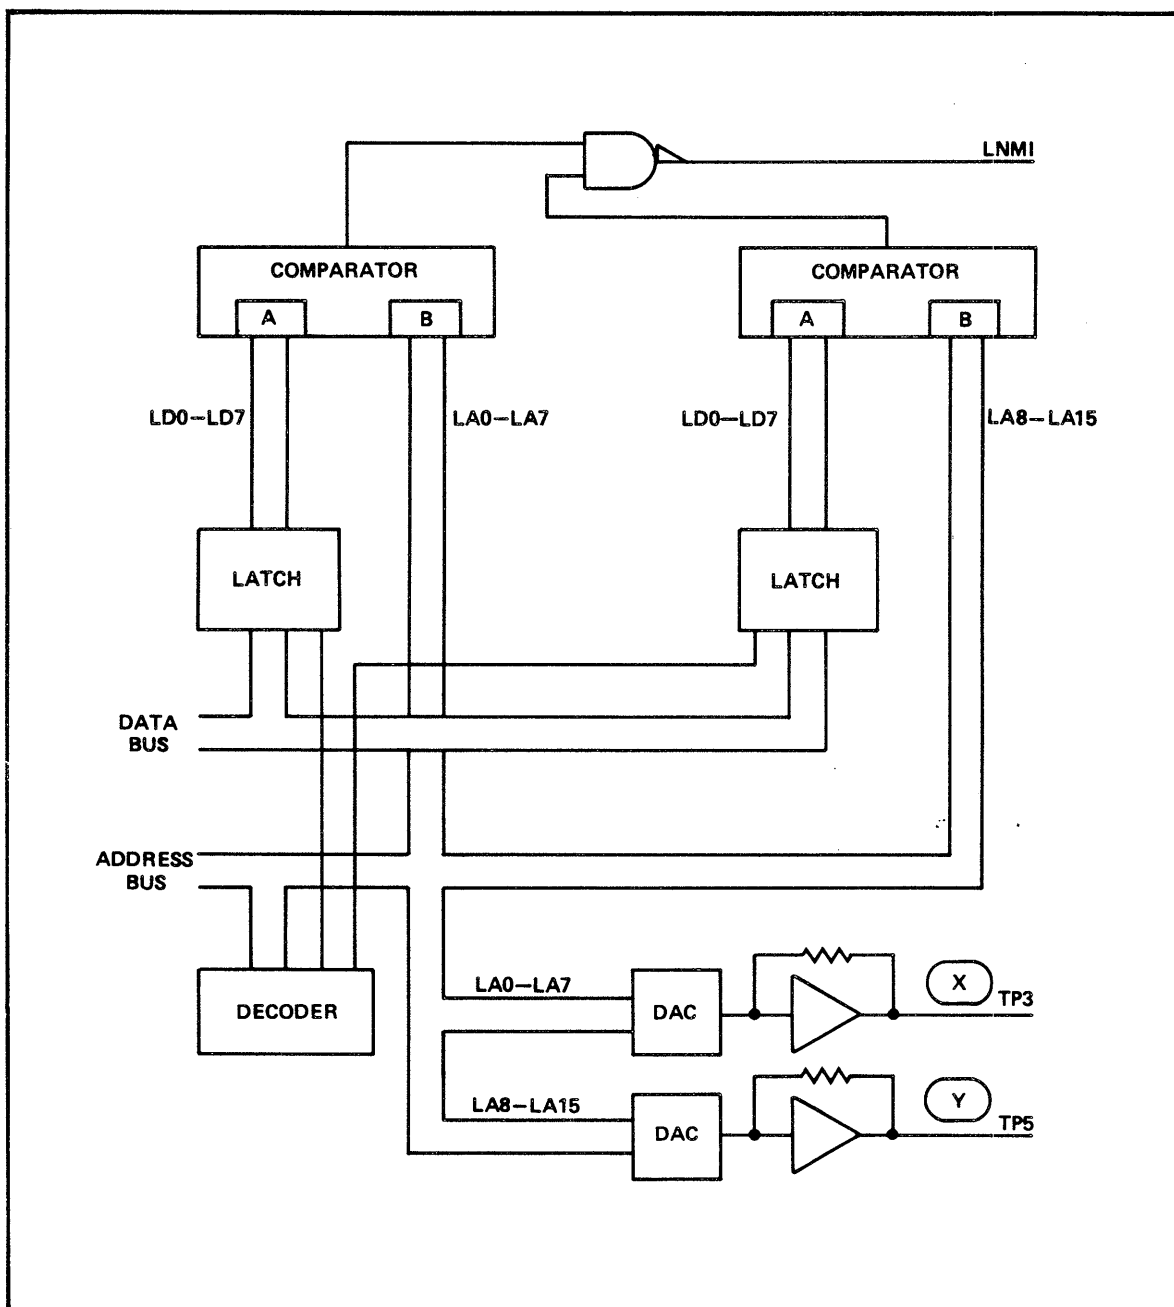 LNMI
COMPARATOR
A
B
COMPARATOR
A
B
LD0–LD7
LA0–LA7
LD0–LD7
LA8–LA15
LATCH
LATCH
DATA
BUS
ADDRESS
BUS
DECODER
LA0–LA7
DAC
X
TP3
LA8–LA15
DAC
Y
TP5